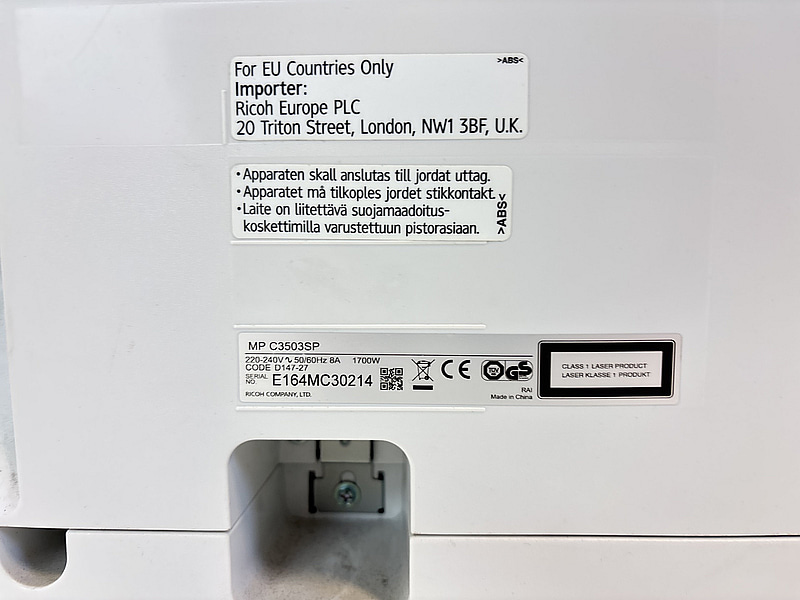 For EU Countries Only
>ABS<
Importer:
Ricoh Europe PLC
20 Triton Street, London, NW1 3BF, U.K.
•Apparaten skall anslutas till jordat uttag.
•Apparatet må tilkoples jordet stikkontakt.
•Laite on liitettävä suojamaadoitus-
koskettimilla varustettuun pistorasiaan.
>ABS<
MP C3503SP
220-240V ∿ 50/60Hz 8A 1700W
CODE D147-27
SERIAL NO. E164MC30214
RICOH COMPANY, LTD.
CE
TÜV GS
RAI
Made in China
CLASS 1 LASER PRODUCT
LASER KLASSE 1 PRODUKT